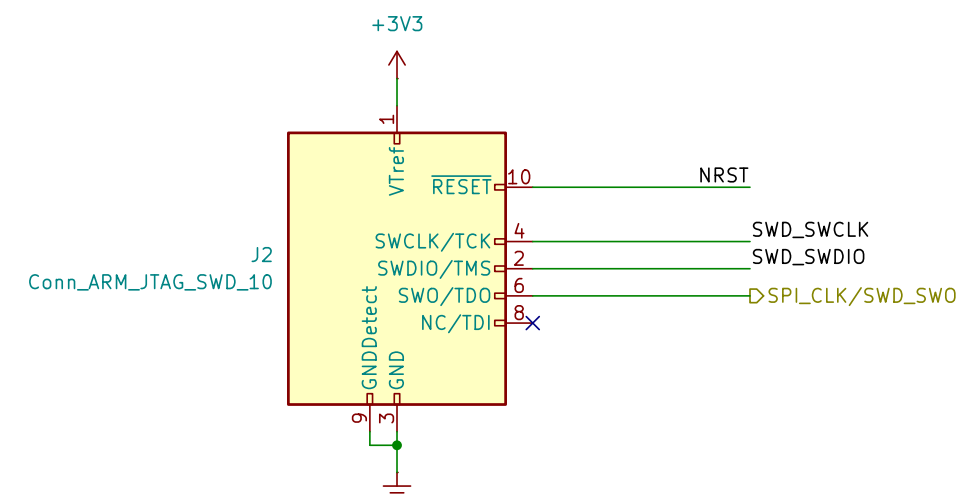 +3V3
1
VTref
RESET 10 NRST
SWCLK/TCK 4 SWD_SWCLK
J2
SWDIO/TMS 2 SWD_SWDIO
Conn_ARM_JTAG_SWD_10
SWO/TDO 6 SPI_CLK/SWD_SWO
NC/TDI 8
GNDDetect
GND
9
3